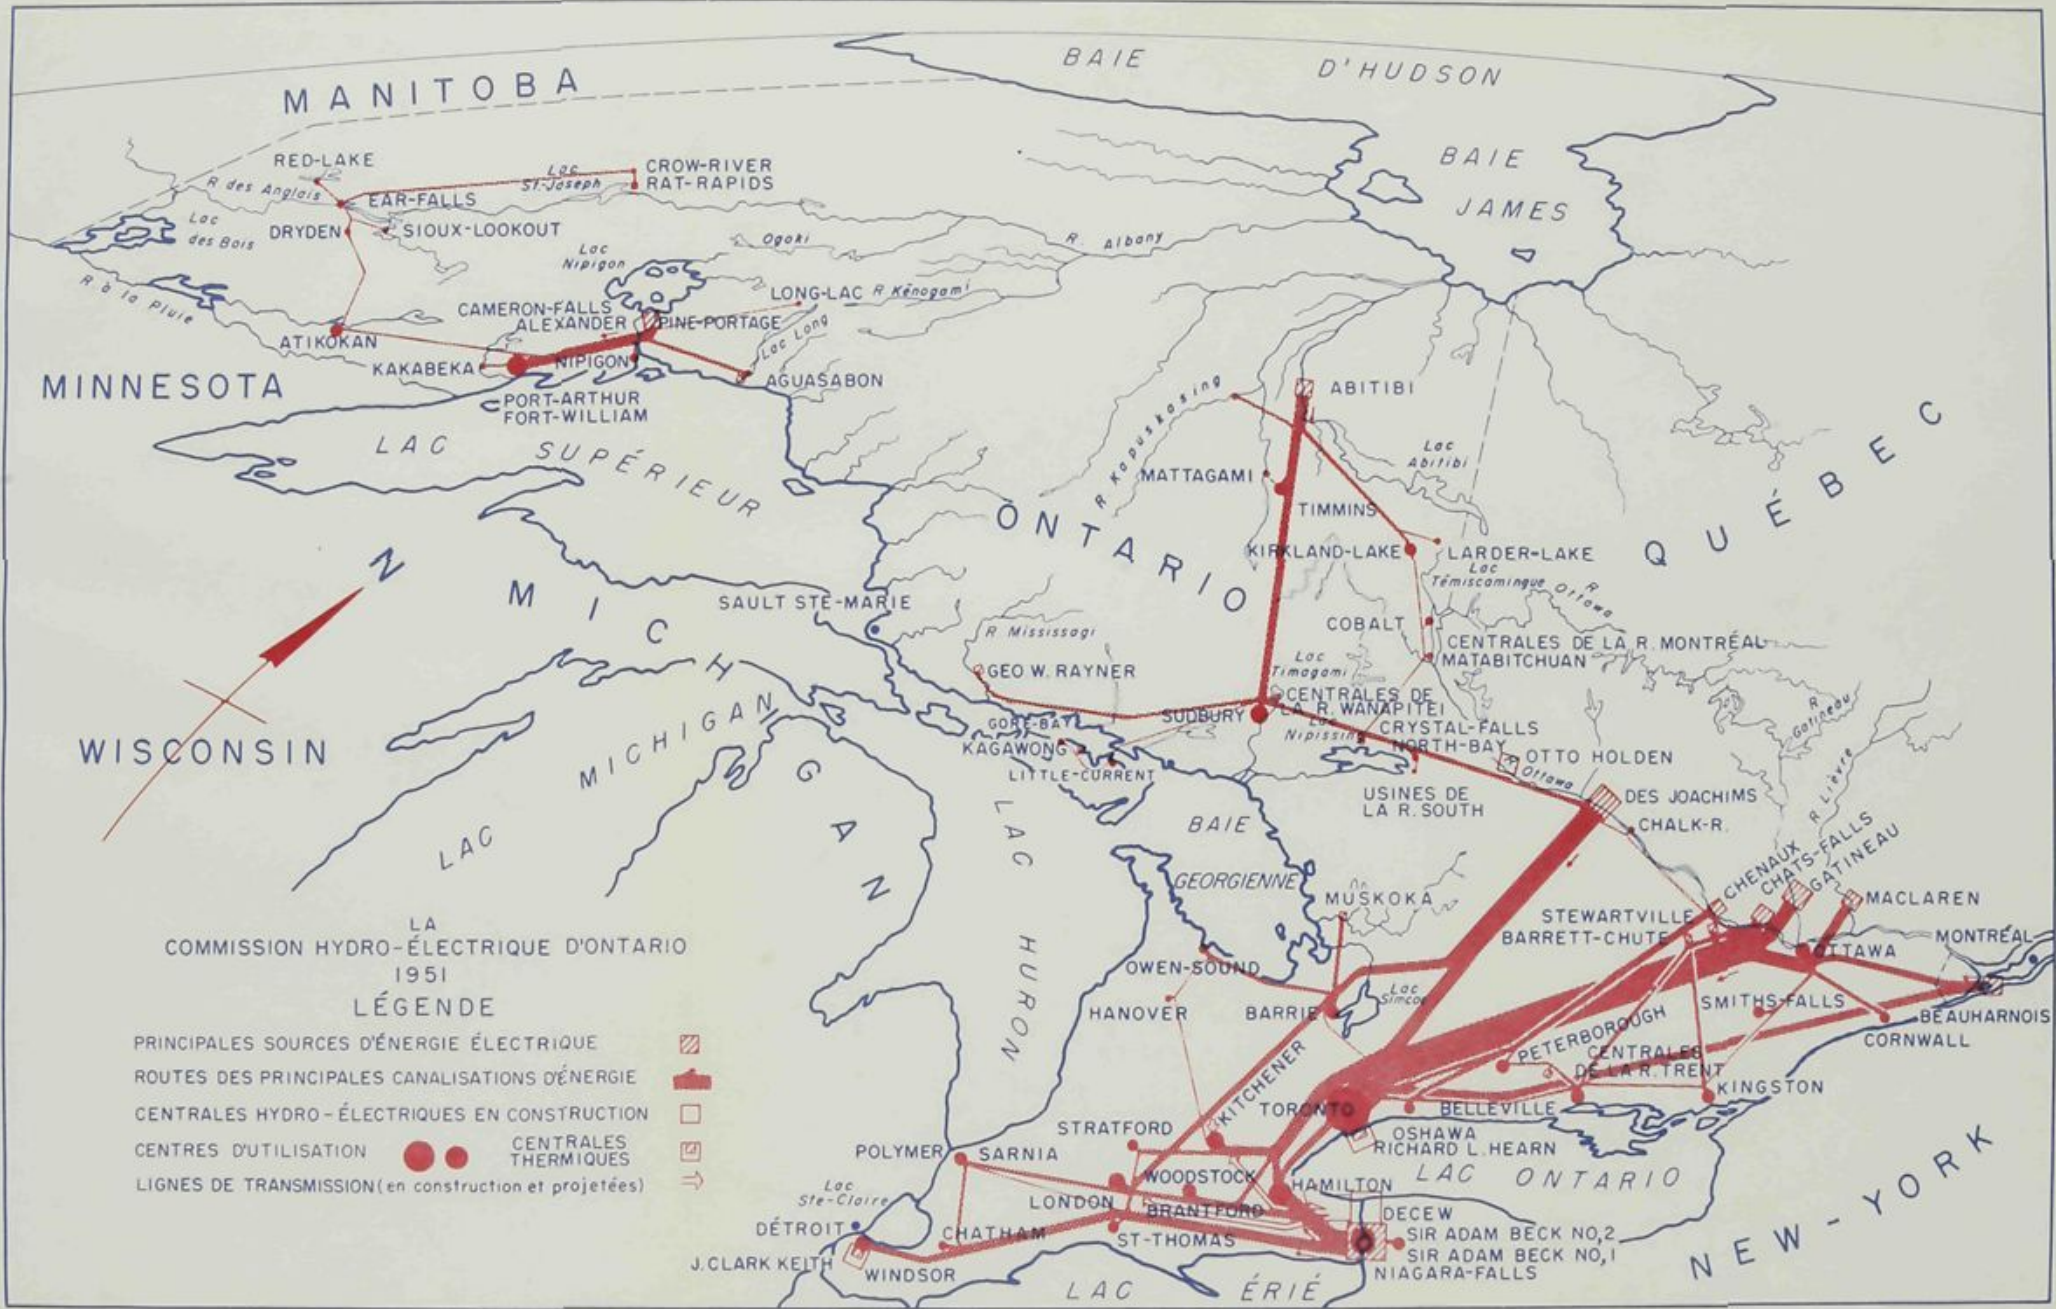 BAIE D'HUDSON
MANITOBA
BAIE
JAMES
RED-LAKE
Lac
St.-Joseph
CROW-RIVER
RAT-RAPIDS
R des Anglais
EAR-FALLS
Lac
des Bois
DRYDEN
SIOUX-LOOKOUT
Lac
Nipigon
Ogoki
R. Albany
R à la Pluie
LONG-LAC
R Kénogami
CAMERON-FALLS
ALEXANDER
PINE-PORTAGE
Lac Long
ATIKOKAN
KAKABEKA
NIPIGON
AGUASABON
MINNESOTA
PORT-ARTHUR
FORT-WILLIAM
LAC SUPÉRIEUR
R Kapuskasing
ABITIBI
Lac
Abitibi
MATTAGAMI
TIMMINS
ONTARIO
QUÉBEC
KIRKLAND-LAKE
LARDER-LAKE
Lac
Témiscamingue
R
Ottawa
N
MICHIGAN
SAULT STE-MARIE
R Mississagi
COBALT
CENTRALES DE LA R. MONTRÉAL
MATABITCHUAN
GEO W. RAYNER
Lac
Timagami
CENTRALES DE
LA R. WANAPITEI
SUDBURY
GORE-BAY
KAGAWONG
LITTLE-CURRENT
Lac
Nipissing
CRYSTAL-FALLS
NORTH-BAY
OTTO HOLDEN
R Ottawa
R
Gatineau
R Lièvre
WISCONSIN
LAC MICHIGAN
USINES DE
LA R. SOUTH
DES JOACHIMS
CHALK-R.
LAC HURON
BAIE
GEORGIENNE
MUSKOKA
CHENAUX
CHATS-FALLS
GATINEAU
MACLAREN
STEWARTVILLE
BARRETT-CHUTE
OTTAWA
MONTRÉAL
OWEN-SOUND
HANOVER
BARRIE
Lac
Simcoe
SMITHS-FALLS
BEAUHARNOIS
CORNWALL
PETERBOROUGH
CENTRALES
DE LA R. TRENT
KINGSTON
KITCHENER
TORONTO
BELLEVILLE
OSHAWA
RICHARD L. HEARN
LAC ONTARIO
STRATFORD
POLYMER
SARNIA
WOODSTOCK
HAMILTON
Lac
Ste-Claire
LONDON
BRANTFORD
DECEW
DÉTROIT
CHATHAM
ST-THOMAS
SIR ADAM BECK NO,2
SIR ADAM BECK NO,1
NIAGARA-FALLS
J. CLARK KEITH
WINDSOR
LAC ÉRIÉ
NEW-YORK
LA
COMMISSION HYDRO-ÉLECTRIQUE D'ONTARIO
1951
LÉGENDE
PRINCIPALES SOURCES D'ÉNERGIE ÉLECTRIQUE
ROUTES DES PRINCIPALES CANALISATIONS D'ÉNERGIE
CENTRALES HYDRO-ÉLECTRIQUES EN CONSTRUCTION
CENTRES D'UTILISATION
CENTRALES
THERMIQUES
LIGNES DE TRANSMISSION (en construction et projetées)